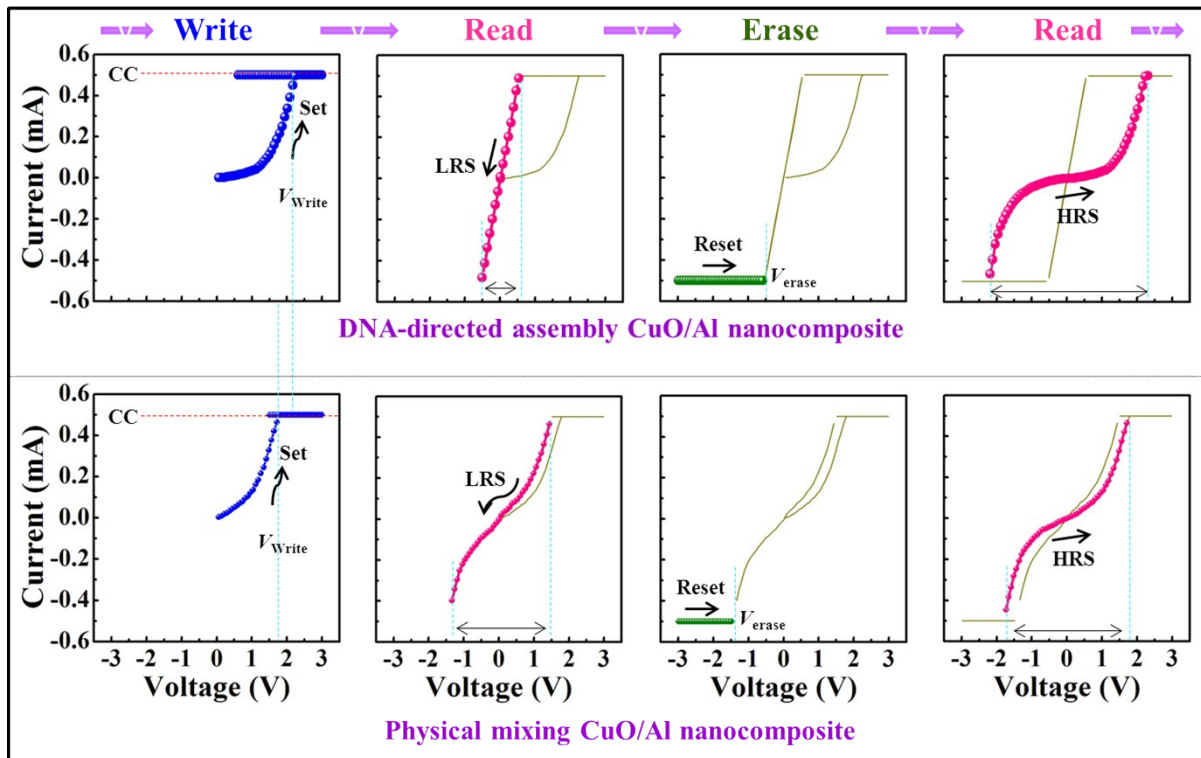 V Write V Read V Erase V Read V
Current (mA)
0.6
0.4
0.2
0.0
-0.2
-0.4
-0.6
CC
Set
VWrite
LRS
Reset
Verase
HRS
DNA-directed assembly CuO/Al nanocomposite
Current (mA)
0.6
0.4
0.2
0.0
-0.2
-0.4
-0.6
CC
Set
VWrite
LRS
Reset
Verase
HRS
-3 -2 -1 0 1 2 3
-3 -2 -1 0 1 2 3
-3 -2 -1 0 1 2 3
-3 -2 -1 0 1 2 3
Voltage (V)
Voltage (V)
Voltage (V)
Voltage (V)
Physical mixing CuO/Al nanocomposite